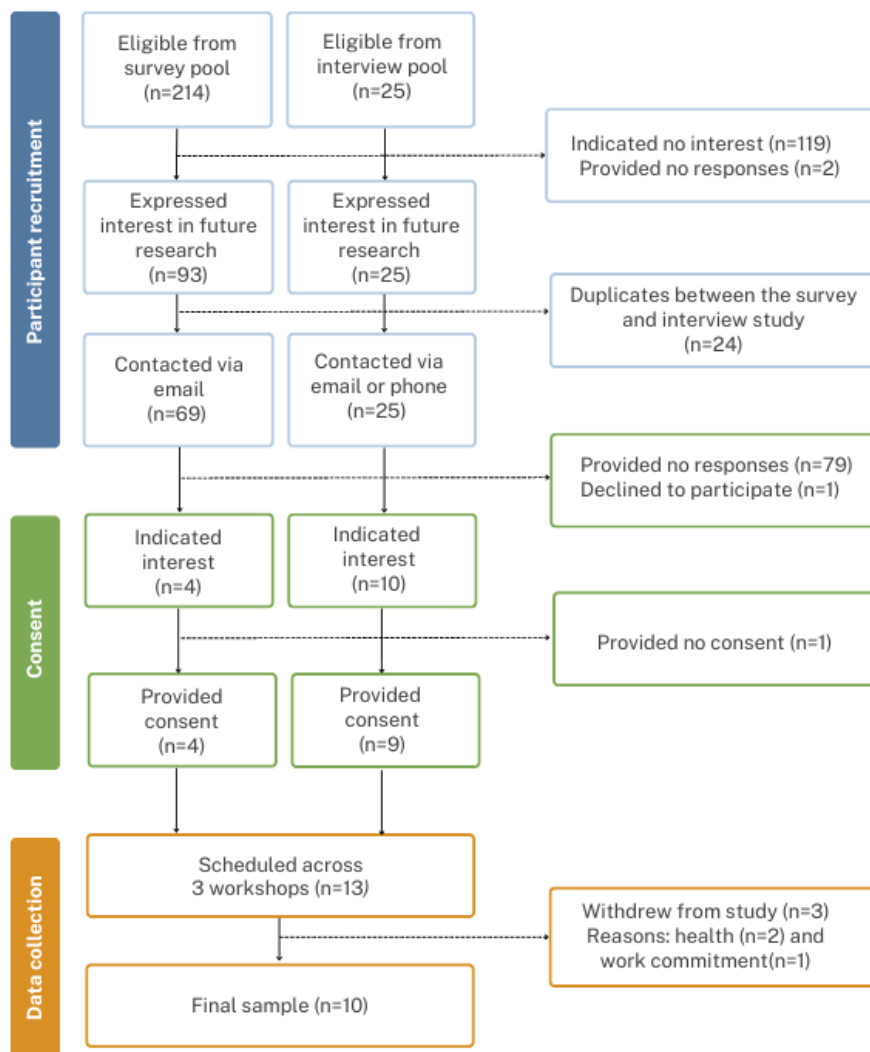 Participant recruitment
Eligible from
survey pool
(n=214)
Eligible from
interview pool
(n=25)
Indicated no interest (n=119)
Provided no responses (n=2)
Expressed
interest in future
research
(n=93)
Expressed
interest in future
research
(n=25)
Duplicates between the survey
and interview study
(n=24)
Contacted via
email
(n=69)
Contacted via
email or phone
(n=25)
Provided no responses (n=79)
Declined to participate (n=1)
Consent
Indicated
interest
(n=4)
Indicated
interest
(n=10)
Provided no consent (n=1)
Provided
consent
(n=4)
Provided
consent
(n=9)
Data collection
Scheduled across
3 workshops (n=13)
Withdrew from study (n=3)
Reasons: health (n=2) and
work commitment(n=1)
Final sample (n=10)